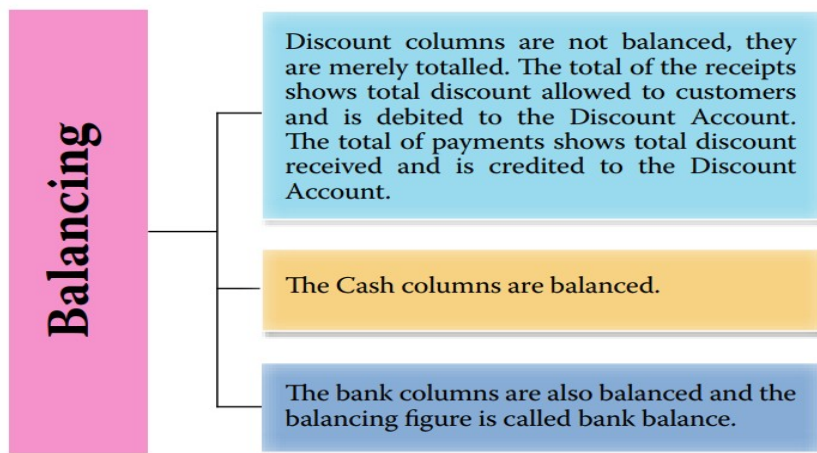 Balancing
Discount columns are not balanced, they
are merely totalled. The total of the receipts
shows total discount allowed to customers
and is debited to the Discount Account.
The total of payments shows total discount
received and is credited to the Discount
Account.
The Cash columns are balanced.
The bank columns are also balanced and the
balancing figure is called bank balance.